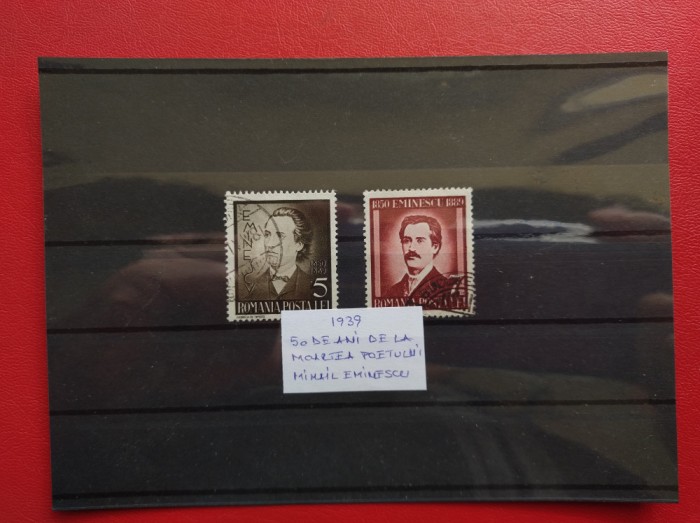 EMINESCU
1850
1889
5
ROMANIA POSTA LEI
1850 EMINESCU 1889
ROMANIA POSTA LEI
1939
50 DE ANI DE LA
MOARTEA POETULUI
MIHAIL EMINESCU